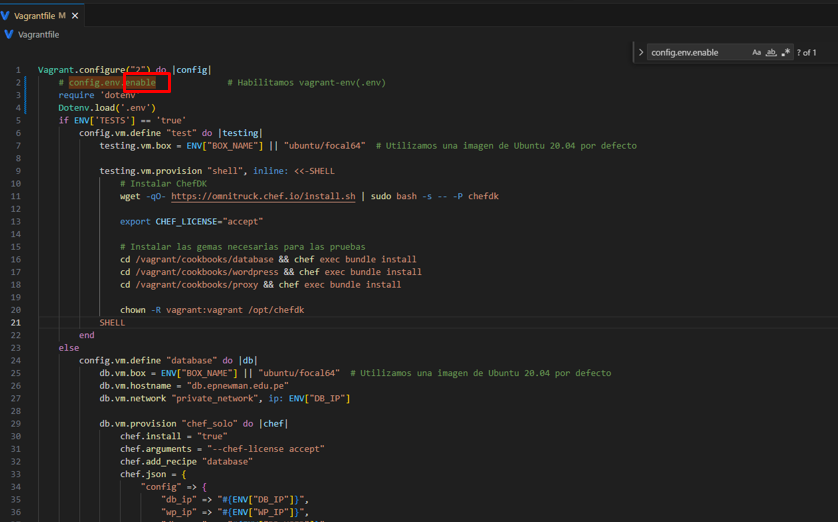 Vagrantfile M ×
Vagrantfile
config.env.enable Aa ab .* ? of 1
1 Vagrant.configure("2") do |config|
2 # config.env.enable # Habilitamos vagrant-env(.env)
3 require 'dotenv'
4 Dotenv.load('.env')
5 if ENV['TESTS'] == 'true'
6 config.vm.define "test" do |testing|
7 testing.vm.box = ENV["BOX_NAME"] || "ubuntu/focal64" # Utilizamos una imagen de Ubuntu 20.04 por defecto
8
9 testing.vm.provision "shell", inline: <<-SHELL
10 # Instalar ChefDK
11 wget -qO- https://omnitruck.chef.io/install.sh | sudo bash -s -- -P chefdk
12
13 export CHEF_LICENSE="accept"
14
15 # Instalar las gemas necesarias para las pruebas
16 cd /vagrant/cookbooks/database && chef exec bundle install
17 cd /vagrant/cookbooks/wordpress && chef exec bundle install
18 cd /vagrant/cookbooks/proxy && chef exec bundle install
19
20 chown -R vagrant:vagrant /opt/chefdk
21 SHELL
22 end
23 else
24 config.vm.define "database" do |db|
25 db.vm.box = ENV["BOX_NAME"] || "ubuntu/focal64" # Utilizamos una imagen de Ubuntu 20.04 por defecto
26 db.vm.hostname = "db.epnewman.edu.pe"
27 db.vm.network "private_network", ip: ENV["DB_IP"]
28
29 db.vm.provision "chef_solo" do |chef|
30 chef.install = "true"
31 chef.arguments = "--chef-license accept"
32 chef.add_recipe "database"
33 chef.json = {
34 "config" => {
35 "db_ip" => "#{ENV["DB_IP"]}",
36 "wp_ip" => "#{ENV["WP_IP"]}",